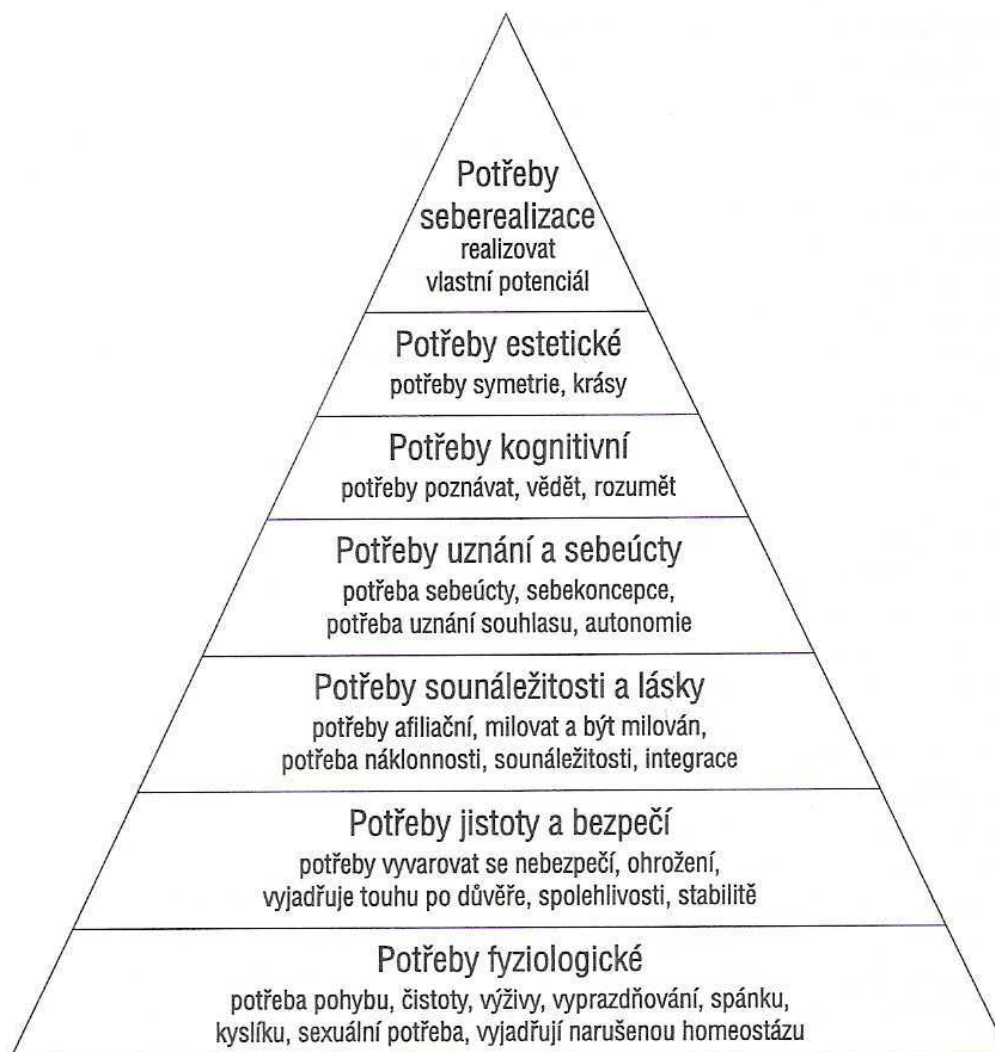 Potřeby
seberealizace
realizovat
vlastní potenciál
Potřeby estetické
potřeby symetrie, krásy
Potřeby kognitivní
potřeby poznávat, vědět, rozumět
Potřeby uznání a sebeúcty
potřeba sebeúcty, sebekoncepce,
potřeba uznání souhlasu, autonomie
Potřeby sounáležitosti a lásky
potřeby afiliační, milovat a být milován,
potřeba náklonnosti, sounáležitosti, integrace
Potřeby jistoty a bezpečí
potřeby vyvarovat se nebezpečí, ohrožení,
vyjadřuje touhu po důvěře, spolehlivosti, stabilitě
Potřeby fyziologické
potřeba pohybu, čistoty, výživy, vyprazdňování, spánku,
kyslíku, sexuální potřeba, vyjadřují narušenou homeostázu